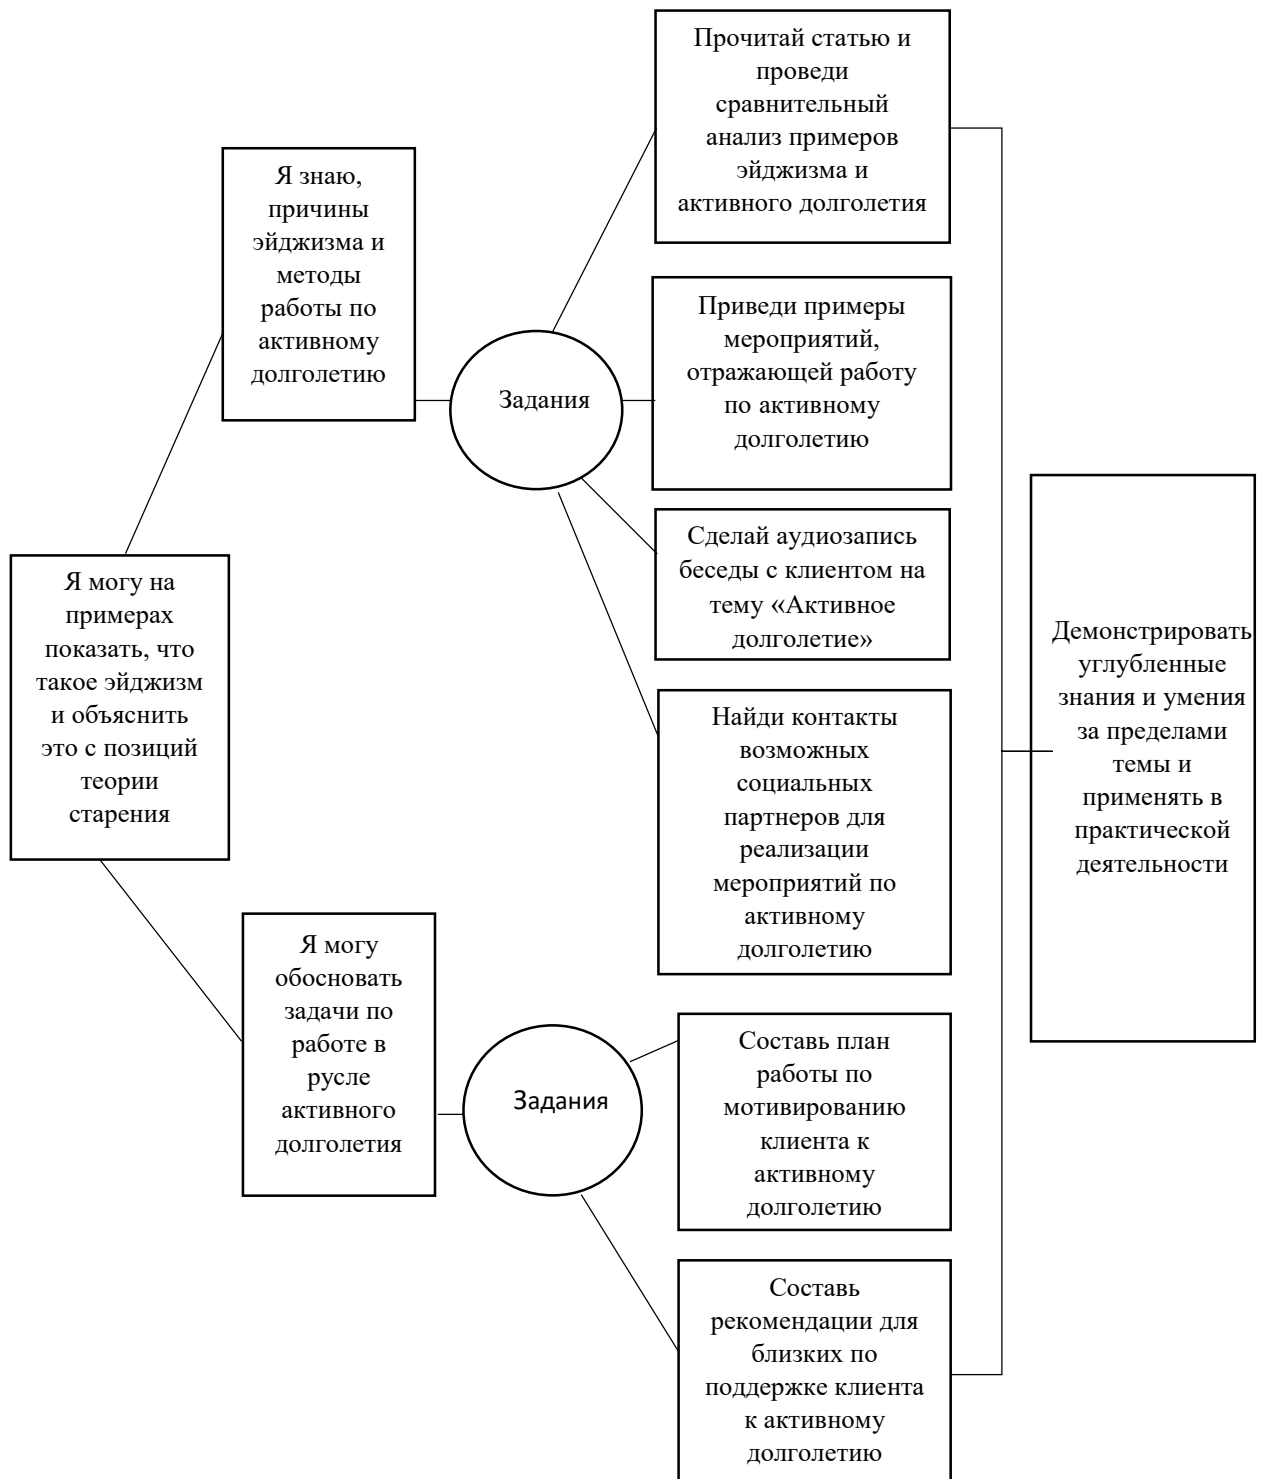 Я могу на
примерах
показать, что
такое эйджизм
и объяснить
это с позиций
теории
старения
Я знаю,
причины
эйджизма и
методы
работы по
активному
долголетию
Задания
Прочитай статью и
проведи
сравнительный
анализ примеров
эйджизма и
активного долголетия
Приведи примеры
мероприятий,
отражающей работу
по активному
долголетию
Сделай аудиозапись
беседы с клиентом на
тему «Активное
долголетие»
Найди контакты
возможных
социальных
партнеров для
реализации
мероприятий по
активному
долголетию
Я могу
обосновать
задачи по
работе в
русле
активного
долголетия
Задания
Составь план
работы по
мотивированию
клиента к
активному
долголетию
Составь
рекомендации для
близких по
поддержке клиента
к активному
долголетию
Демонстрировать
углубленные
знания и умения
за пределами
темы и
применять в
практической
деятельности